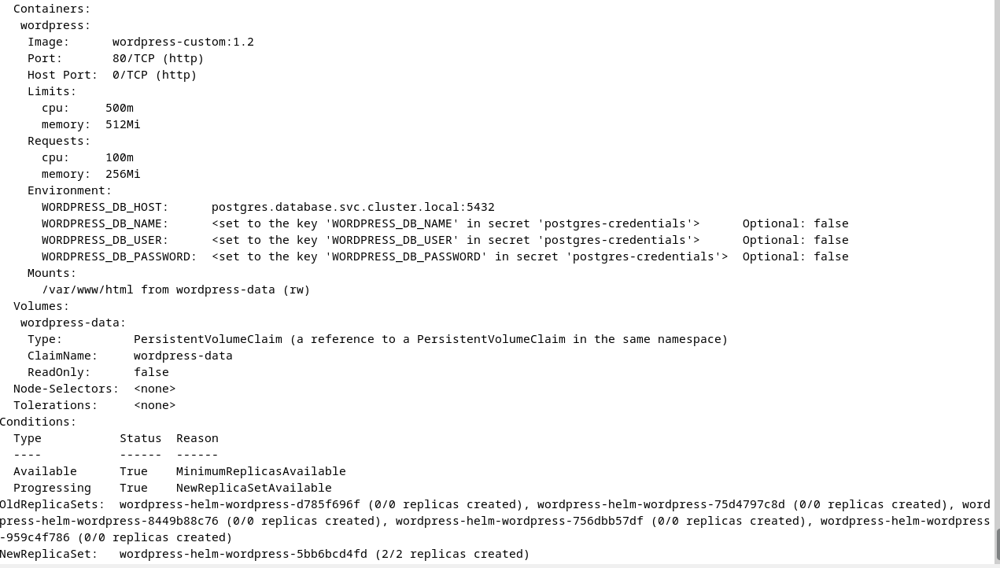 Containers:
wordpress:
Image:      wordpress-custom:1.2
Port:       80/TCP (http)
Host Port:  0/TCP (http)
Limits:
cpu:     500m
memory:  512Mi
Requests:
cpu:     100m
memory:  256Mi
Environment:
WORDPRESS_DB_HOST:      postgres.database.svc.cluster.local:5432
WORDPRESS_DB_NAME:      <set to the key 'WORDPRESS_DB_NAME' in secret 'postgres-credentials'>      Optional: false
WORDPRESS_DB_USER:      <set to the key 'WORDPRESS_DB_USER' in secret 'postgres-credentials'>      Optional: false
WORDPRESS_DB_PASSWORD:  <set to the key 'WORDPRESS_DB_PASSWORD' in secret 'postgres-credentials'>  Optional: false
Mounts:
/var/www/html from wordpress-data (rw)
Volumes:
wordpress-data:
Type:          PersistentVolumeClaim (a reference to a PersistentVolumeClaim in the same namespace)
ClaimName:     wordpress-data
ReadOnly:      false
Node-Selectors:  <none>
Tolerations:     <none>
Conditions:
Type           Status  Reason
----           ------  ------
Available      True    MinimumReplicasAvailable
Progressing    True    NewReplicaSetAvailable
OldReplicaSets:  wordpress-helm-wordpress-d785f696f (0/0 replicas created), wordpress-helm-wordpress-75d4797c8d (0/0 replicas created), word
press-helm-wordpress-8449b88c76 (0/0 replicas created), wordpress-helm-wordpress-756dbb57df (0/0 replicas created), wordpress-helm-wordpress
-959c4f786 (0/0 replicas created)
NewReplicaSet:   wordpress-helm-wordpress-5bb6bcd4fd (2/2 replicas created)